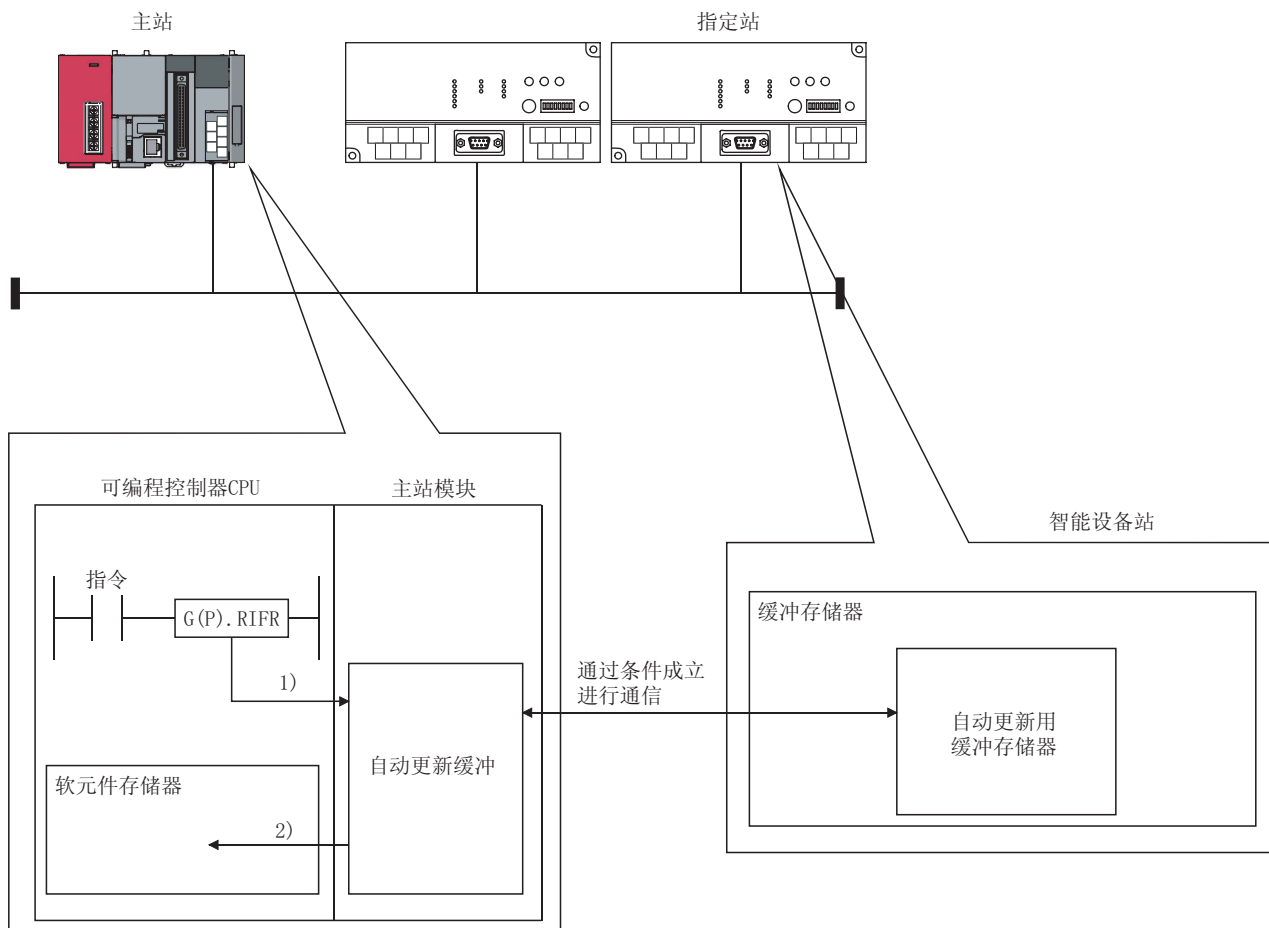 主站
指定站
可编程控制器CPU
主站模块
智能设备站
指令
G(P).RIFR
缓冲存储器
1)
通过条件成立
进行通信
自动更新用
缓冲存储器
自动更新缓冲
软元件存储器
2)